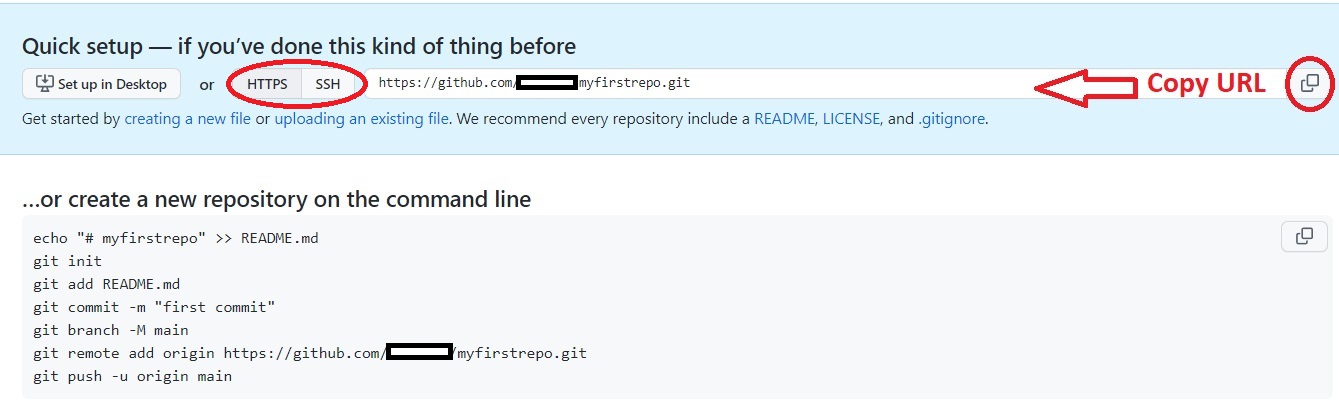 Quick setup — if you’ve done this kind of thing before
Set up in Desktop or HTTPS SSH https://github.com/ myfirstrepo.git Copy URL
Get started by creating a new file or uploading an existing file. We recommend every repository include a README, LICENSE, and .gitignore.
...or create a new repository on the command line
echo "# myfirstrepo" >> README.md
git init
git add README.md
git commit -m "first commit"
git branch -M main
git remote add origin https://github.com/ /myfirstrepo.git
git push -u origin main